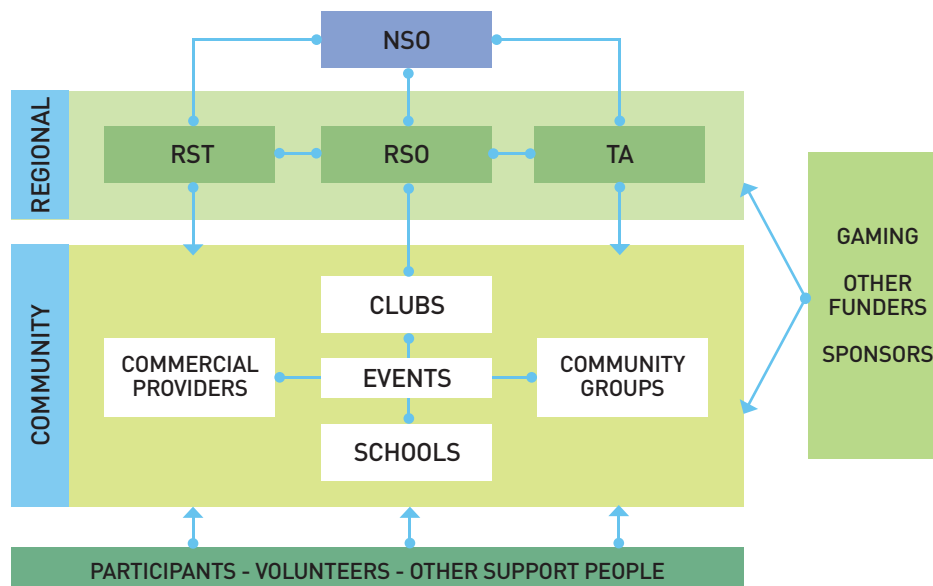 NSO
REGIONAL
RST
RSO
TA
COMMUNITY
CLUBS
COMMERCIAL
PROVIDERS
EVENTS
COMMUNITY
GROUPS
SCHOOLS
GAMING
OTHER
FUNDERS
SPONSORS
PARTICIPANTS - VOLUNTEERS - OTHER SUPPORT PEOPLE